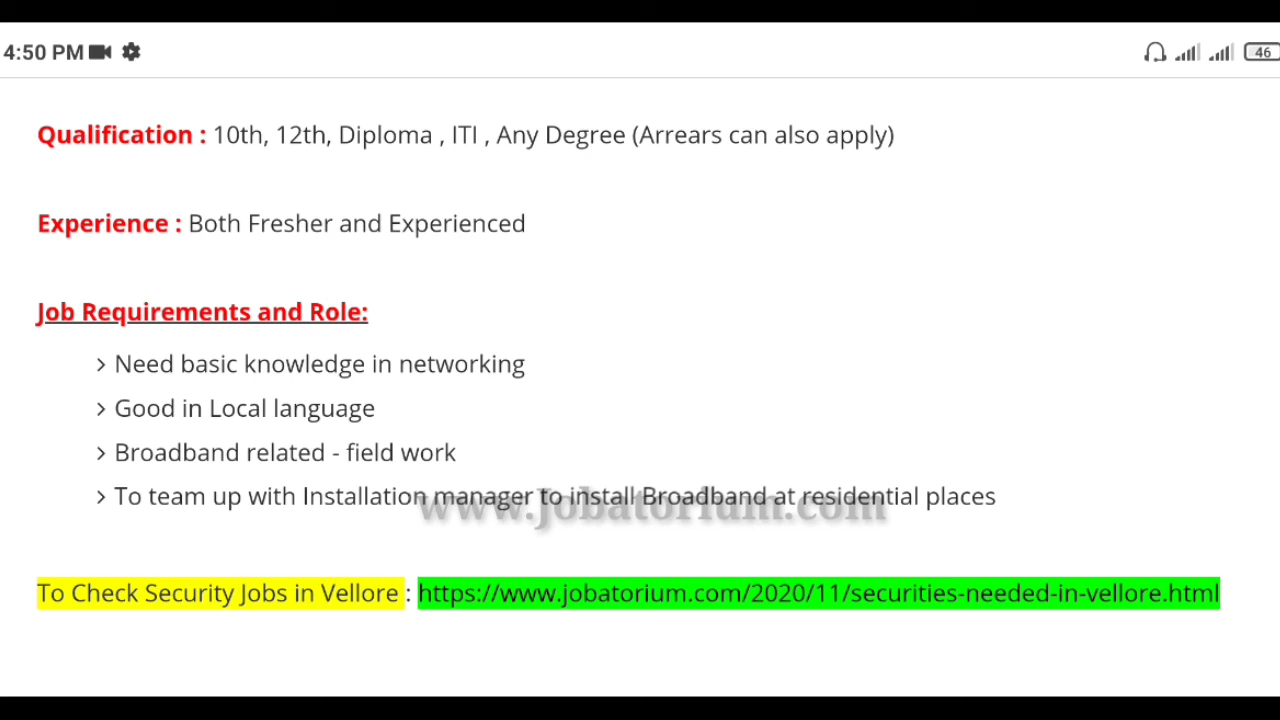 4:50 PM 46
Qualification : 10th, 12th, Diploma , ITI , Any Degree (Arrears can also apply)
Experience : Both Fresher and Experienced
Job Requirements and Role:
> Need basic knowledge in networking
> Good in Local language
> Broadband related - field work
> To team up with Installation manager to install Broadband at residential places
www.Jobatorium.com
To Check Security Jobs in Vellore : https://www.jobatorium.com/2020/11/securities-needed-in-vellore.html